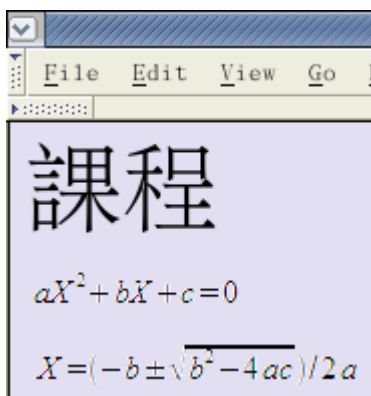 File Edit View Go
課程
aX²+bX+c=0
X=(−b±√b²−4ac)/2a